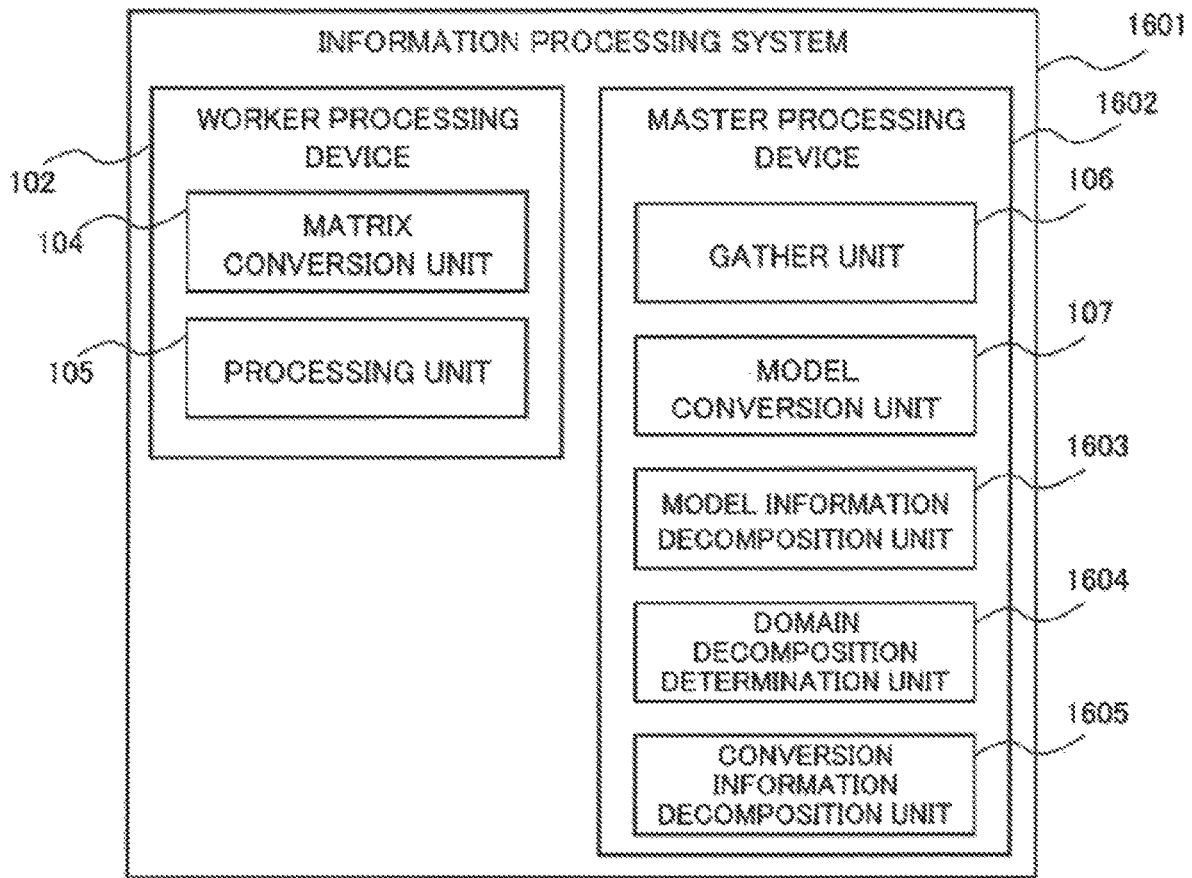 INFORMATION PROCESSING SYSTEM
1601
WORKER PROCESSING
DEVICE
102
MATRIX
CONVERSION UNIT
104
PROCESSING UNIT
105
MASTER PROCESSING
DEVICE
1602
GATHER UNIT
106
MODEL
CONVERSION UNIT
107
MODEL INFORMATION
DECOMPOSITION UNIT
1603
DOMAIN
DECOMPOSITION
DETERMINATION UNIT
1604
CONVERSION
INFORMATION
DECOMPOSITION UNIT
1605